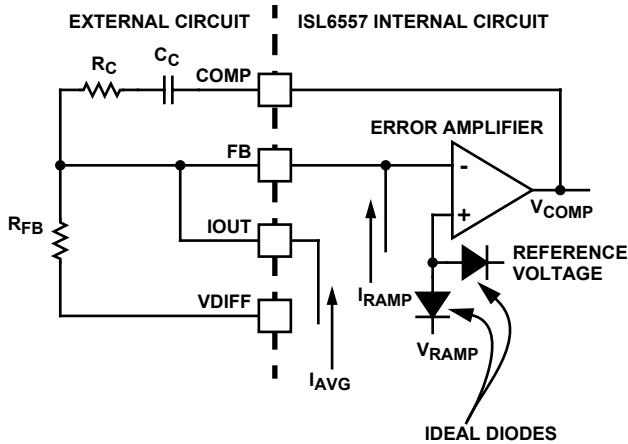 EXTERNAL CIRCUIT
ISL6557 INTERNAL CIRCUIT
RC
CC
COMP
FB
ERROR AMPLIFIER
-
+
VCOMP
RFB
IOUT
IRAMP
REFERENCE
VOLTAGE
VDIFF
IAVG
VRAMP
IDEAL DIODES